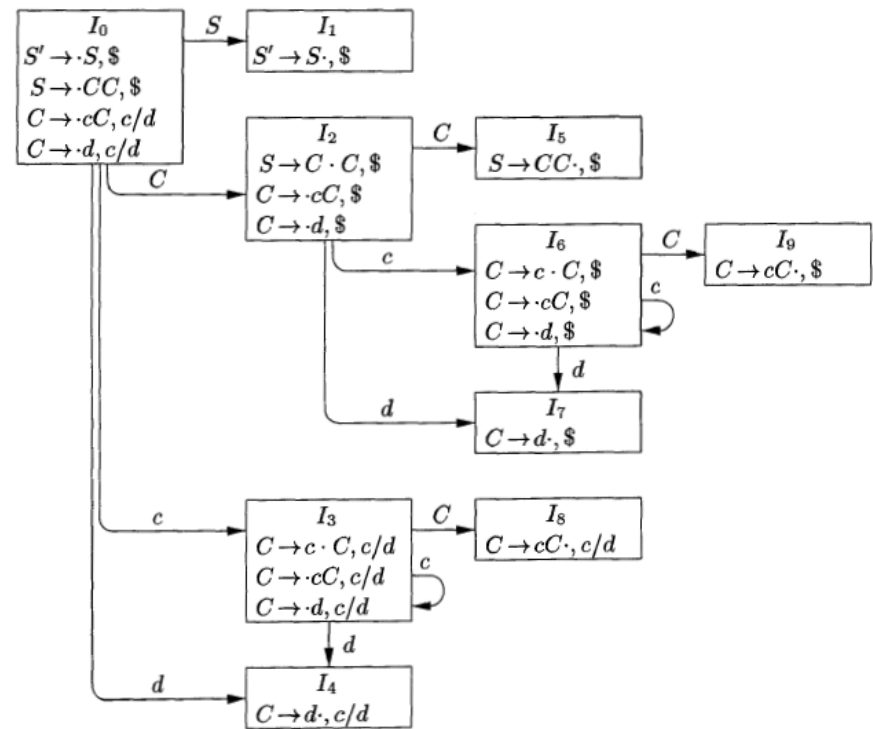 I₀
S′ → ·S, $
S → ·CC, $
C → ·cC, c/d
C → ·d, c/d
S
I₁
S′ → S·, $
C
I₂
S → C · C, $
C → ·cC, $
C → ·d, $
C
I₅
S → CC·, $
c
I₆
C → c · C, $
C → ·cC, $
C → ·d, $
C
I₉
C → cC·, $
c
d
d
I₇
C → d·, $
c
I₃
C → c · C, c/d
C → ·cC, c/d
C → ·d, c/d
C
I₈
C → cC·, c/d
c
d
d
I₄
C → d·, c/d